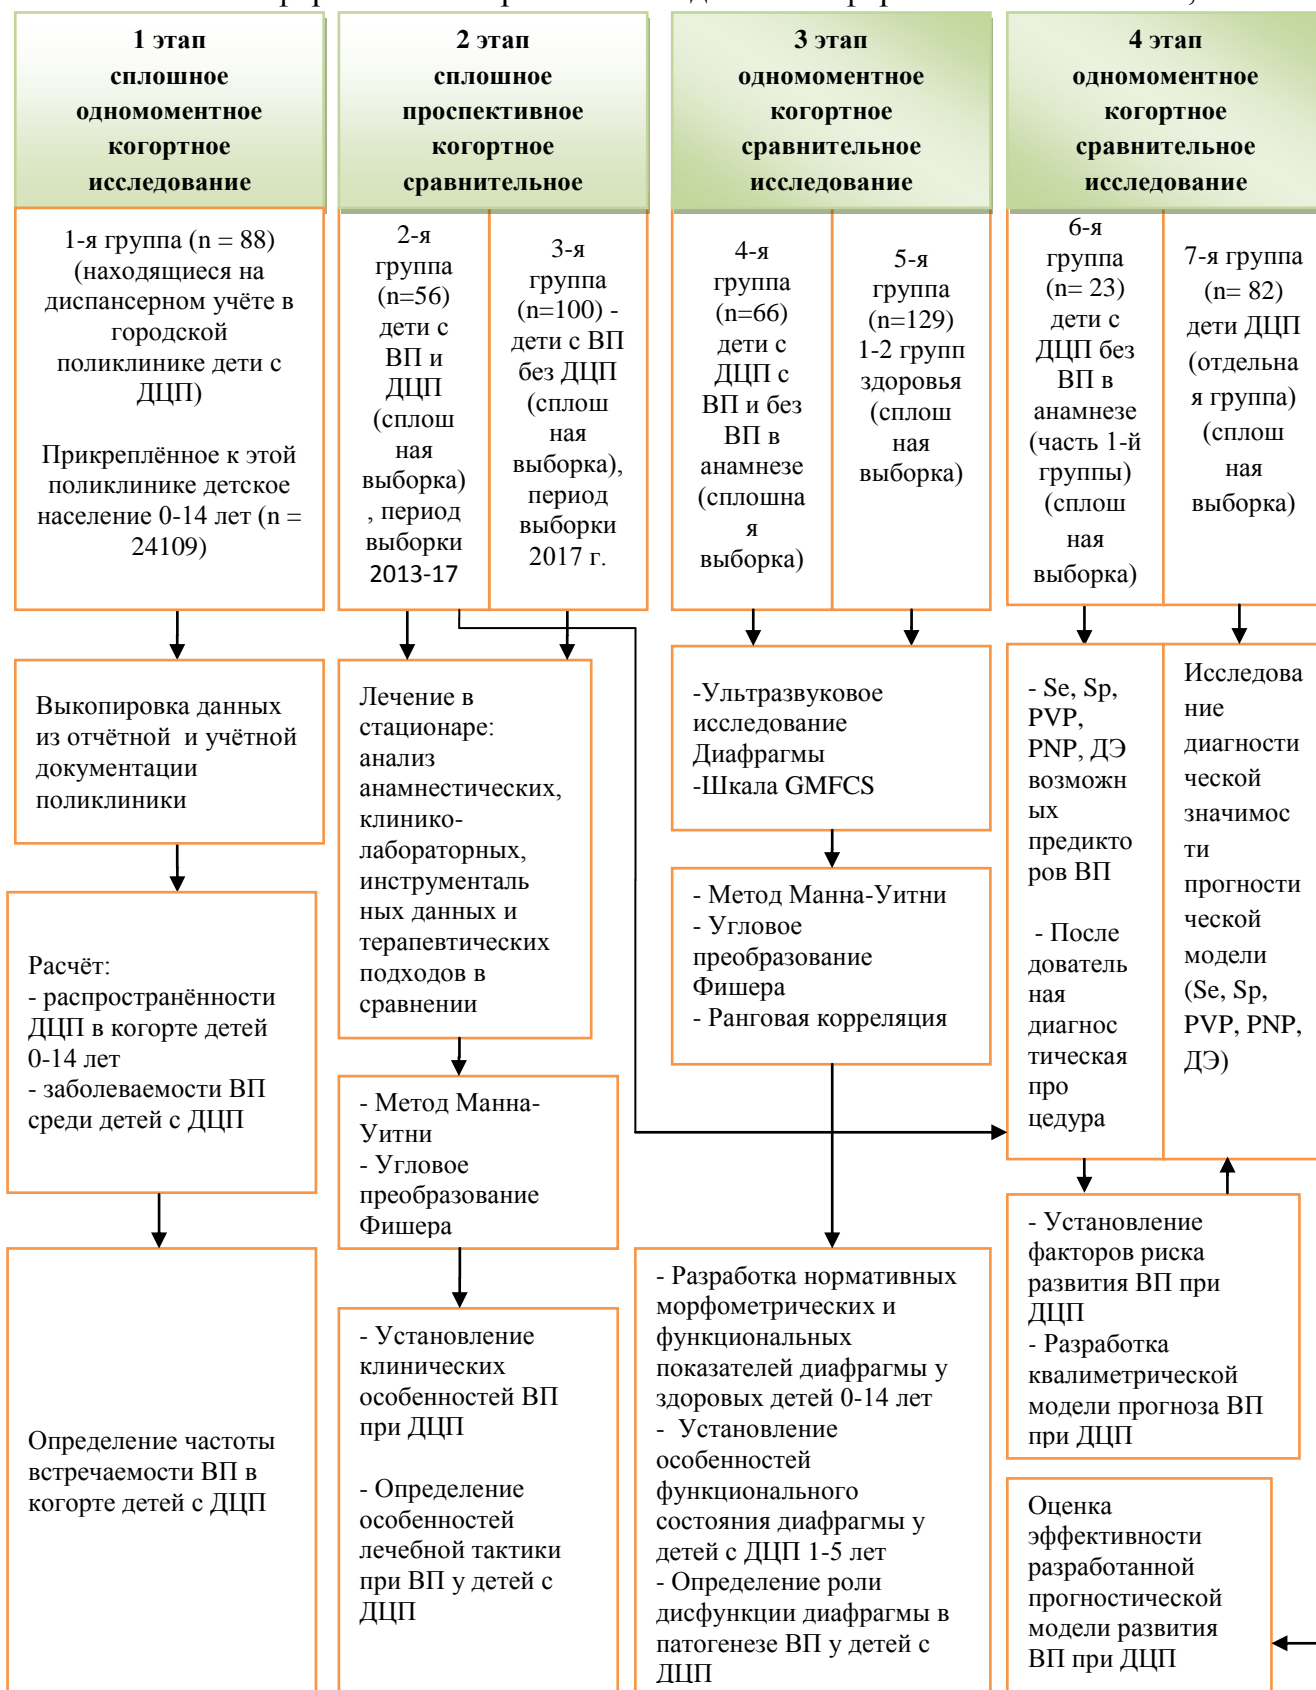 1 этап
сплошное
одномоментное
когортное
исследование
2 этап
сплошное
проспективное
когортное
сравнительное
3 этап
одномоментное
когортное
сравнительное
исследование
4 этап
одномоментное
когортное
сравнительное
исследование
1-я группа (n = 88)
(находящиеся на
диспансерном учёте в
городской
поликлинике дети с
ДЦП)
Прикреплённое к этой
поликлинике детское
население 0-14 лет (n =
24109)
2-я
группа
(n=56)
дети с
ВП и
ДЦП
(сплош
ная
выборка)
, период
выборки
2013-17
3-я
группа
(n=100) -
дети с ВП
без ДЦП
(сплош
ная
выборка),
период
выборки
2017 г.
4-я
группа
(n=66)
дети с
ДЦП с
ВП и без
ВП в
анамнезе
(сплошна
я
выборка)
5-я
группа
(n=129)
1-2 групп
здоровья
(сплош
ная
выборка)
6-я
группа
(n= 23)
дети с
ДЦП без
ВП в
анамнезе
(часть 1-й
группы)
(сплош
ная
выборка)
7-я группа
(n= 82)
дети ДЦП
(отдельна
я группа)
(сплош
ная
выборка)
Выкопировка данных
из отчётной и учётной
документации
поликлиники
Расчёт:
- распространённости
ДЦП в когорте детей
0-14 лет
- заболеваемости ВП
среди детей с ДЦП
Определение частоты
встречаемости ВП в
когорте детей с ДЦП
Лечение в
стационаре:
анализ
анамнестических,
клинико-
лабораторных,
инструменталь
ных данных и
терапевтических
подходов в
сравнении
- Метод Манна-
Уитни
- Угловое
преобразование
Фишера
- Установление
клинических
особенностей ВП
при ДЦП
- Определение
особенностей
лечебной тактики
при ВП у детей с
ДЦП
-Ультразвуковое
исследование
Диафрагмы
-Шкала GMFCS
- Метод Манна-Уитни
- Угловое
преобразование
Фишера
- Ранговая корреляция
- Разработка нормативных
морфометрических и
функциональных
показателей диафрагмы у
здоровых детей 0-14 лет
- Установление
особенностей
функционального
состояния диафрагмы у
детей с ДЦП 1-5 лет
- Определение роли
дисфункции диафрагмы в
патогенезе ВП у детей с
ДЦП
- Se, Sp,
PVP,
PNP, ДЭ
возможн
ых
предикто
ров ВП
- После
дователь
ная
диагнос
тическая
про
цедура
Исследова
ние
диагности
ческой
значимос
ти
прогности
ческой
модели
(Se, Sp,
PVP, PNP,
ДЭ)
- Установление
факторов риска
развития ВП при
ДЦП
- Разработка
квалиметрической
модели прогноза ВП
при ДЦП
Оценка
эффективности
разработанной
прогностической
модели развития
ВП при ДЦП